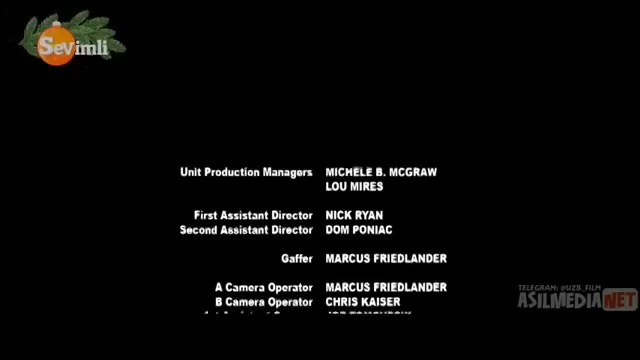 Sevimli
Unit Production Managers MICHELE B. MCGRAW
LOU MIRES
First Assistant Director NICK RYAN
Second Assistant Director DOM PONIAC
Gaffer MARCUS FRIEDLANDER
A Camera Operator MARCUS FRIEDLANDER
B Camera Operator CHRIS KAISER
TELEGRAM: @UZB_FILM
ASILMEDIA.NET